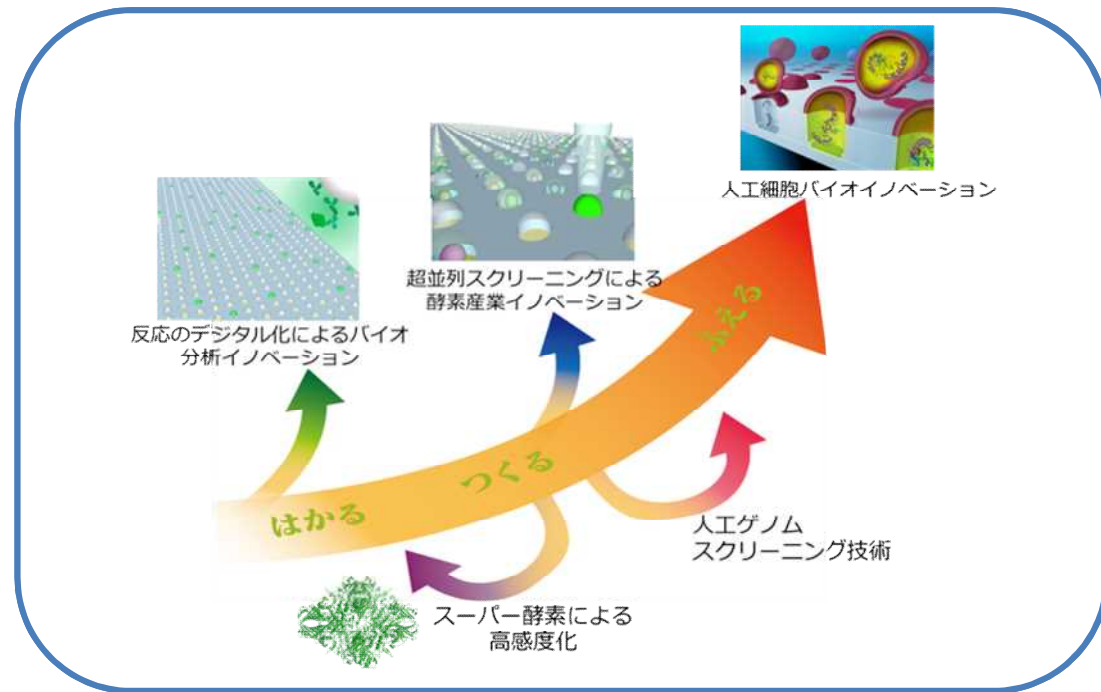 人工細胞バイオイノベーション
超並列スクリーニングによる
酵素産業イノベーション
反応のデジタル化によるバイオ
分析イノベーション
ふえる
つくる
はかる
人工ゲノム
スクリーニング技術
スーパー酵素による
高感度化